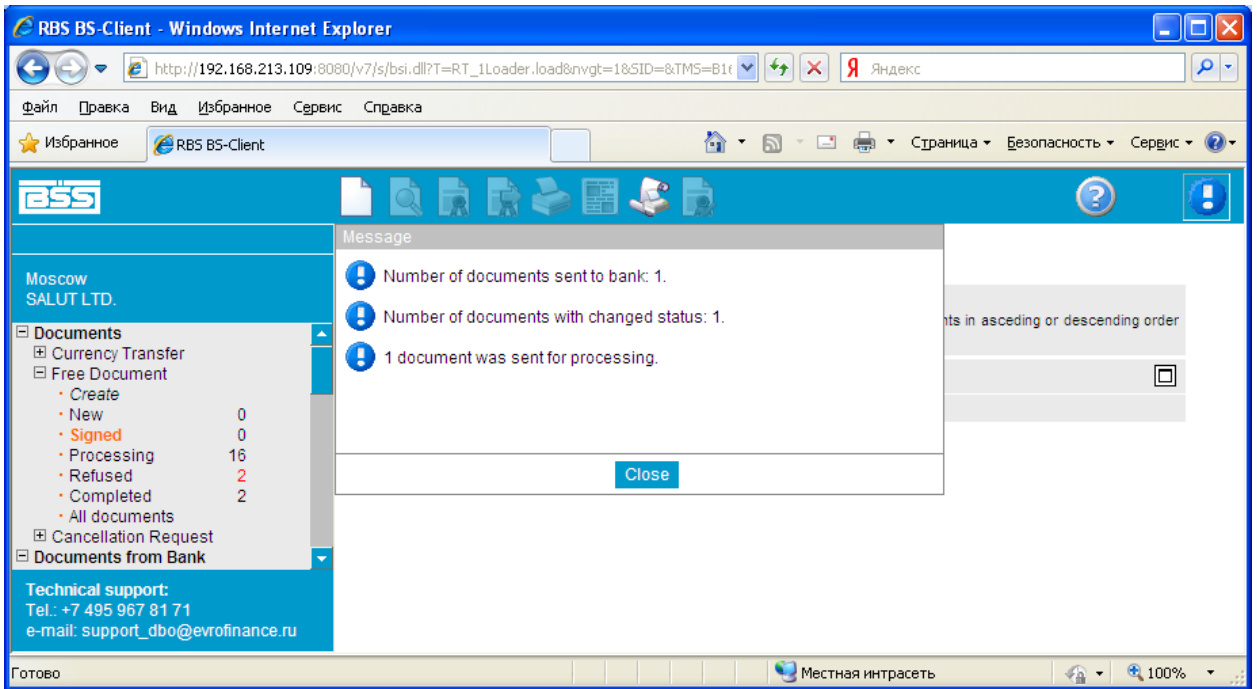 RBS BS-Client - Windows Internet Explorer
http://192.168.213.109:8080/v7/s/bsi.dll?T=RT_1Loader.load&nvgt=1&SID=&TMS=B1
Я Яндекс
Файл Правка Вид Избранное Сервис Справка
Избранное RBS BS-Client Страница Безопасность Сервис
BSS
Message
Moscow
SALUT LTD.
Number of documents sent to bank: 1.
Number of documents with changed status: 1.
1 document was sent for processing.
Close
nts in asceding or descending order
Documents
Currency Transfer
Free Document
Create
New 0
Signed 0
Processing 16
Refused 2
Completed 2
All documents
Cancellation Request
Documents from Bank
Technical support:
Tel.: +7 495 967 81 71
e-mail: support_dbo@evrofinance.ru
Готово Местная интрасеть 100%